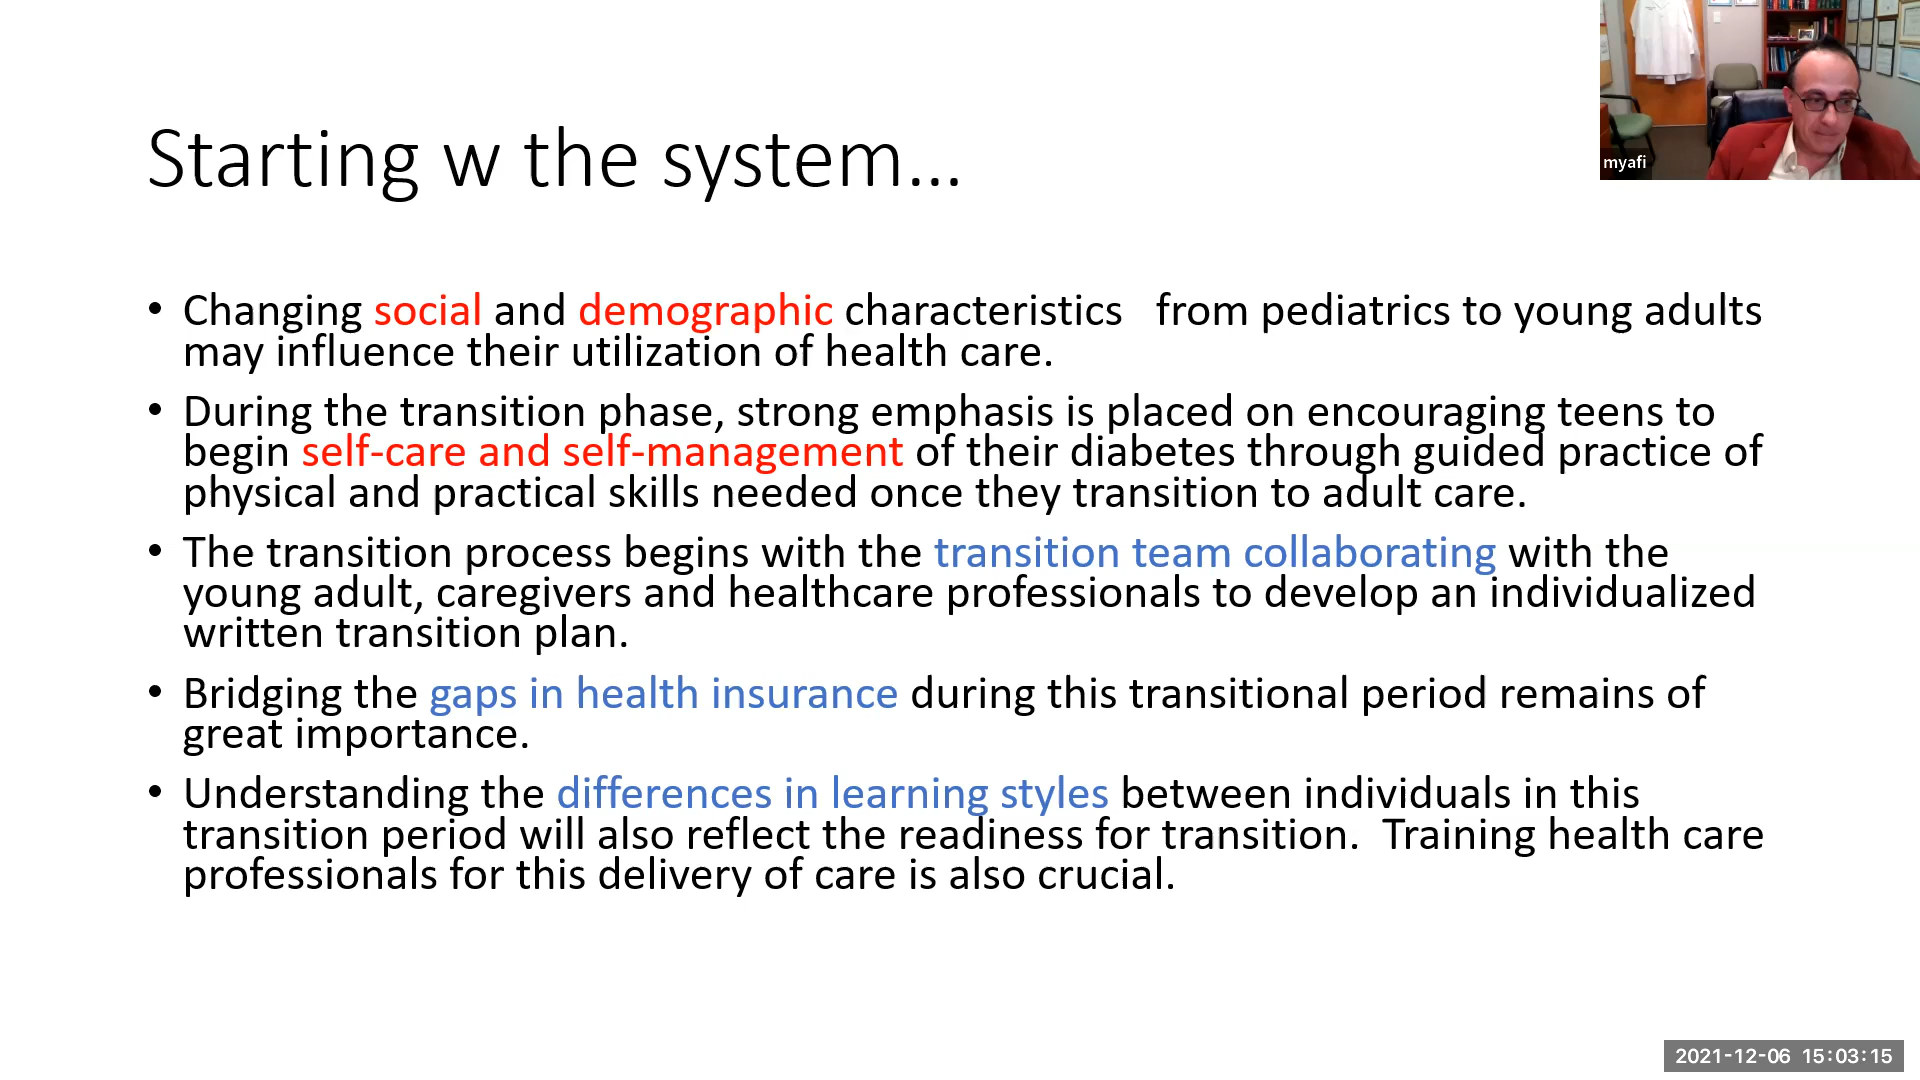 Starting w the system...
• Changing social and demographic characteristics   from pediatrics to young adults
may influence their utilization of health care.
• During the transition phase, strong emphasis is placed on encouraging teens to
begin self-care and self-management of their diabetes through guided practice of
physical and practical skills needed once they transition to adult care.
• The transition process begins with the transition team collaborating with the
young adult, caregivers and healthcare professionals to develop an individualized
written transition plan.
• Bridging the gaps in health insurance during this transitional period remains of
great importance.
• Understanding the differences in learning styles between individuals in this
transition period will also reflect the readiness for transition.  Training health care
professionals for this delivery of care is also crucial.
myafi
2021-12-06 15:03:15